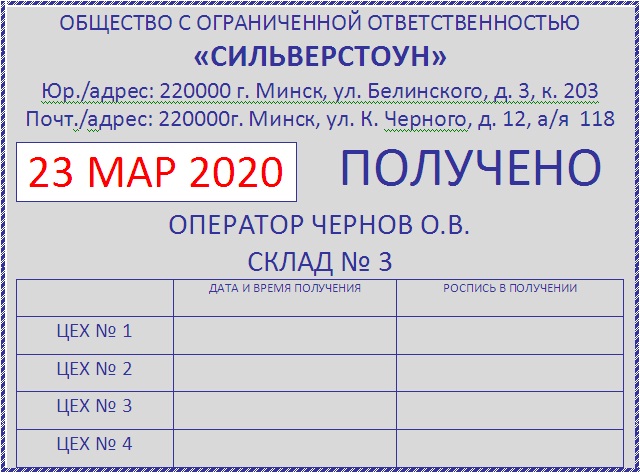 ОБЩЕСТВО С ОГРАНИЧЕННОЙ ОТВЕТСТВЕННОСТЬЮ
«СИЛЬВЕРСТОУН»
Юр./адрес: 220000 г. Минск, ул. Белинского, д. 3, к. 203
Почт./адрес: 220000г. Минск, ул. К. Черного, д. 12, а/я 118
23 МАР 2020 ПОЛУЧЕНО
ОПЕРАТОР ЧЕРНОВ О.В.
СКЛАД № 3
ДАТА И ВРЕМЯ ПОЛУЧЕНИЯ РОСПИСЬ В ПОЛУЧЕНИИ
ЦЕХ № 1
ЦЕХ № 2
ЦЕХ № 3
ЦЕХ № 4